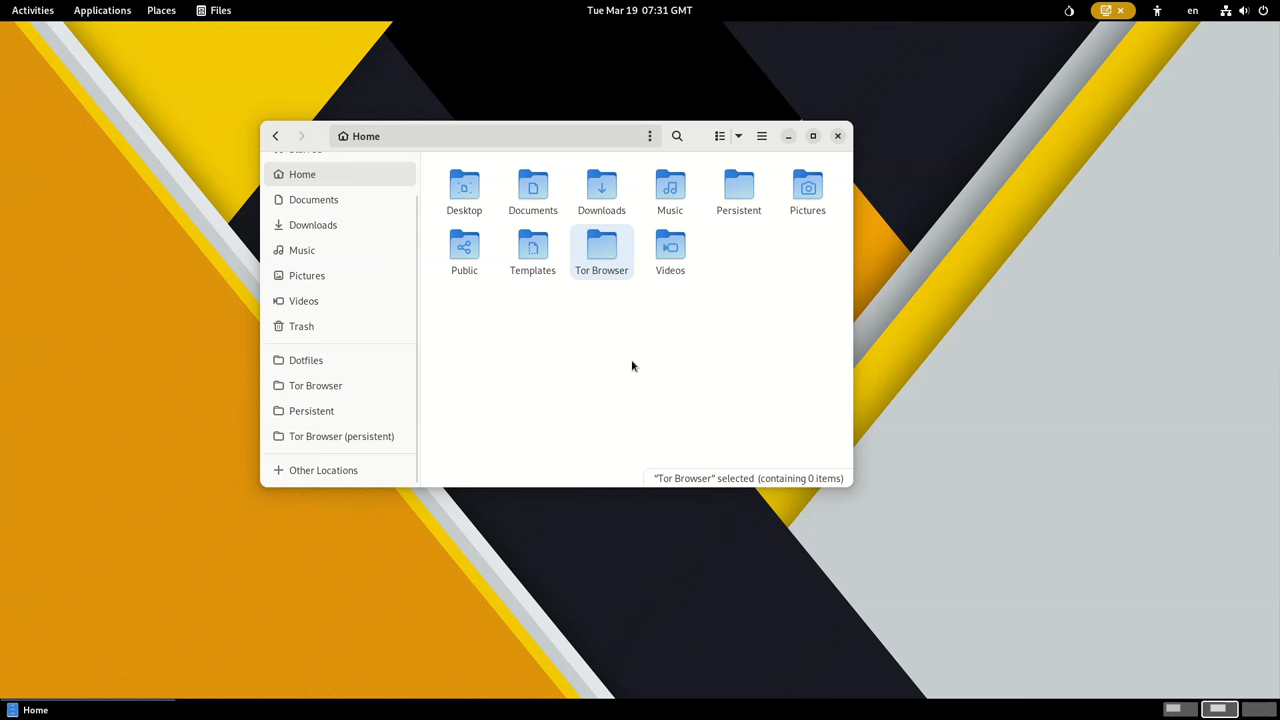 Activities Applications Places Files Tue Mar 19 07:31 GMT en
Home
Home
Documents
Downloads
Music
Pictures
Videos
Trash
Dotfiles
Tor Browser
Persistent
Tor Browser (persistent)
Other Locations
Desktop Documents Downloads Music Persistent Pictures
Public Templates Tor Browser Videos
"Tor Browser" selected (containing 0 items)
Home